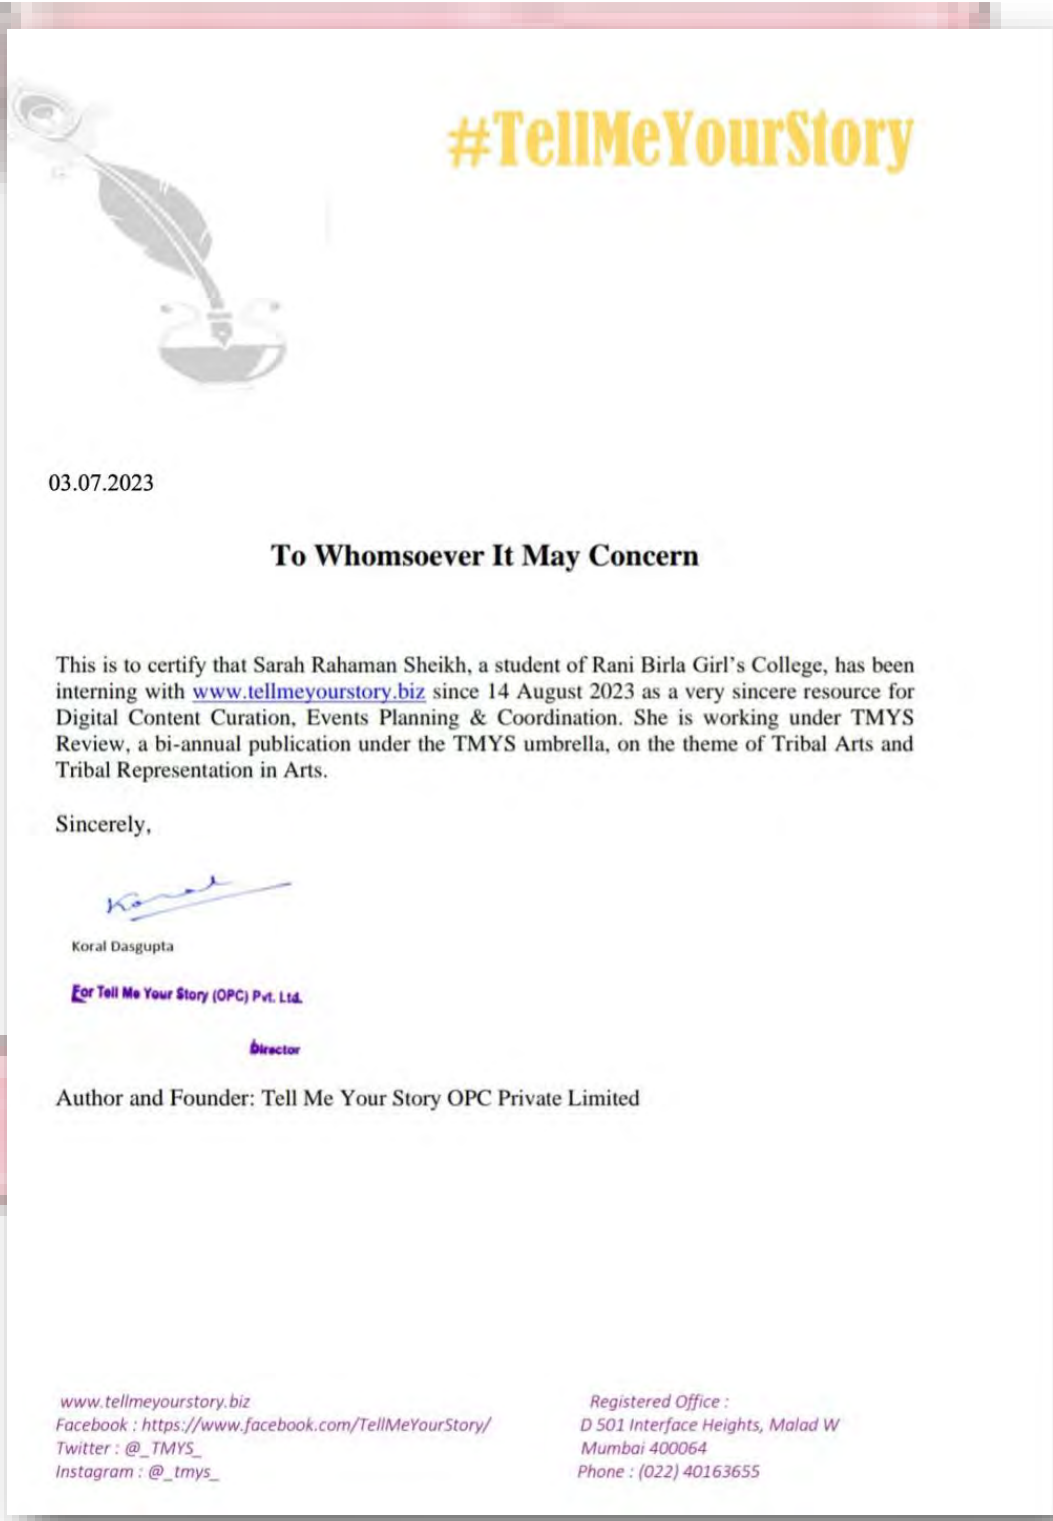 #TellMeYourStory
03.07.2023
To Whomsoever It May Concern
This is to certify that Sarah Rahaman Sheikh, a student of Rani Birla Girl's College, has been
interning with www.tellmeyourstory.biz since 14 August 2023 as a very sincere resource for
Digital Content Curation, Events Planning & Coordination. She is working under TMYS
Review, a bi-annual publication under the TMYS umbrella, on the theme of Tribal Arts and
Tribal Representation in Arts.
Sincerely,
Koral
Koral Dasgupta
For Tell Me Your Story (OPC) Pvt. Ltd.
Director
Author and Founder: Tell Me Your Story OPC Private Limited
www.tellmeyourstory.biz
Facebook : https://www.facebook.com/TellMeYourStory/
Twitter : @_TMYS_
Instagram : @_tmys_
Registered Office :
D 501 Interface Heights, Malad W
Mumbai 400064
Phone : (022) 40163655